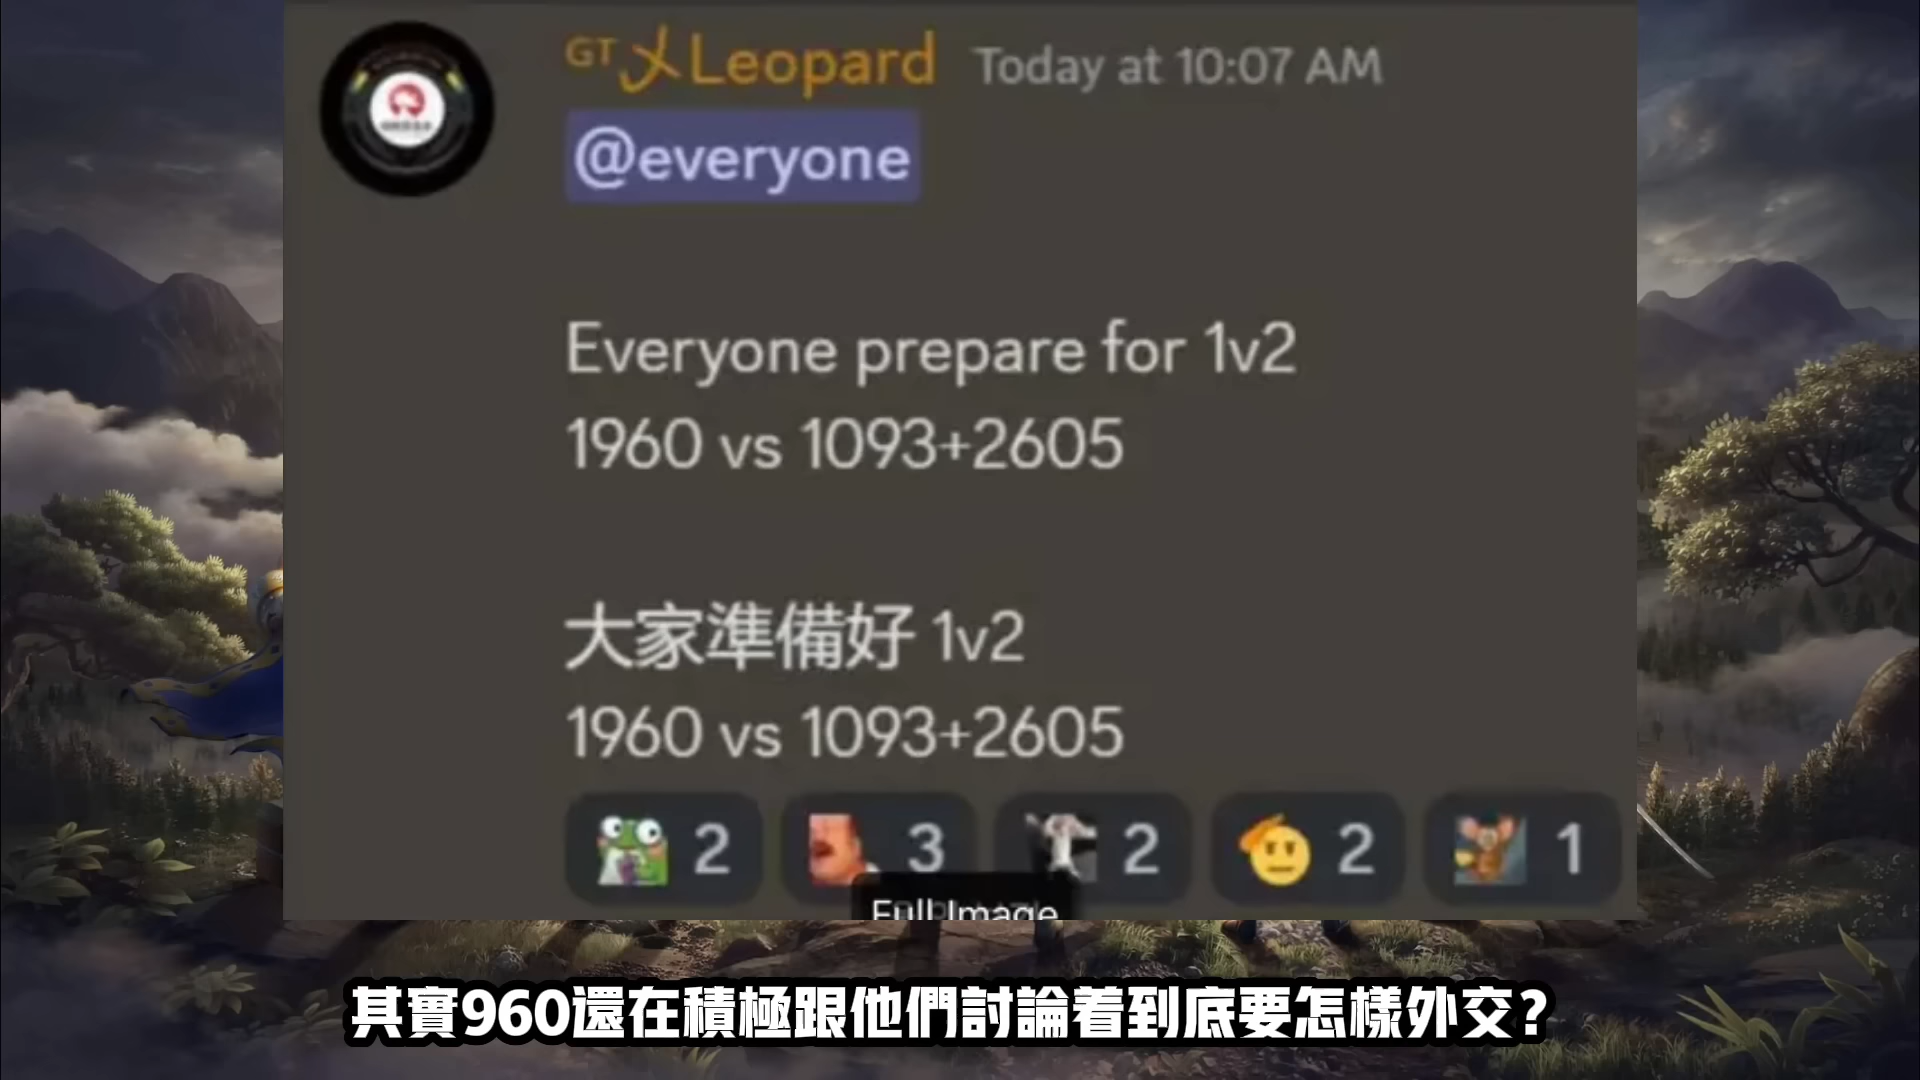 GTメLeopard Today at 10:07 AM
@everyone
Everyone prepare for 1v2
1960 vs 1093+2605
大家準備好 1v2
1960 vs 1093+2605
2 3 2 2 1
Full Image
其實960還在積極跟他們討論着到底要怎樣外交?